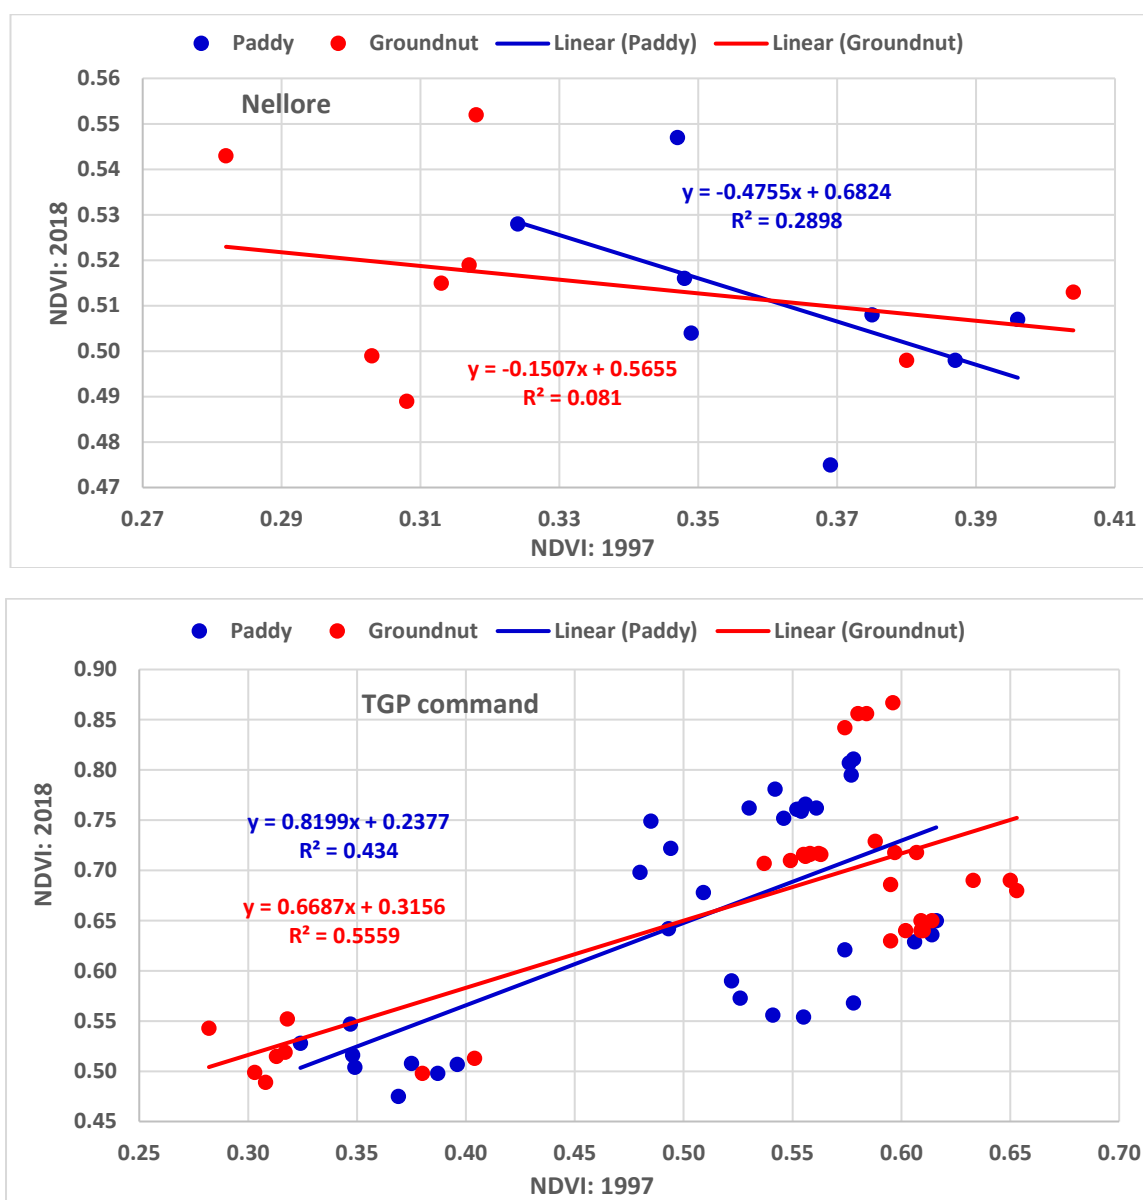 Paddy Groundnut Linear (Paddy) Linear (Groundnut)
0.56
Nellore
0.55
0.54
y = -0.4755x + 0.6824
R² = 0.2898
0.53
0.52
0.51
0.50
y = -0.1507x + 0.5655
R² = 0.081
0.49
0.48
0.47
NDVI: 2018
0.27 0.29 0.31 0.33 0.35 0.37 0.39 0.41
NDVI: 1997
Paddy Groundnut Linear (Paddy) Linear (Groundnut)
0.90
TGP command
0.85
0.80
0.75
y = 0.8199x + 0.2377
R² = 0.434
0.70
0.65
y = 0.6687x + 0.3156
R² = 0.5559
0.60
0.55
0.50
0.45
NDVI: 2018
0.25 0.30 0.35 0.40 0.45 0.50 0.55 0.60 0.65 0.70
NDVI: 1997